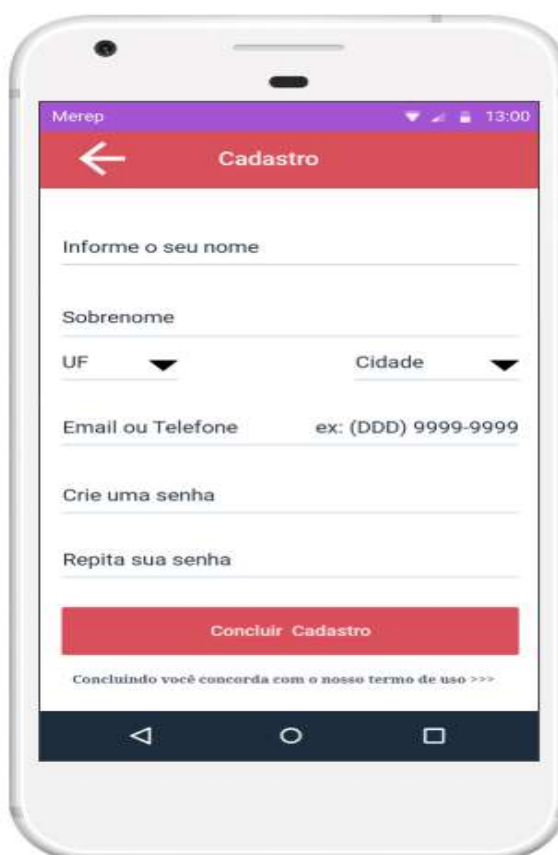 Merep 13:00
Cadastro
Informe o seu nome
Sobrenome
UF Cidade
Email ou Telefone ex: (DDD) 9999-9999
Crie uma senha
Repita sua senha
Concluir Cadastro
Concluindo você concorda com o nosso termo de uso >>>